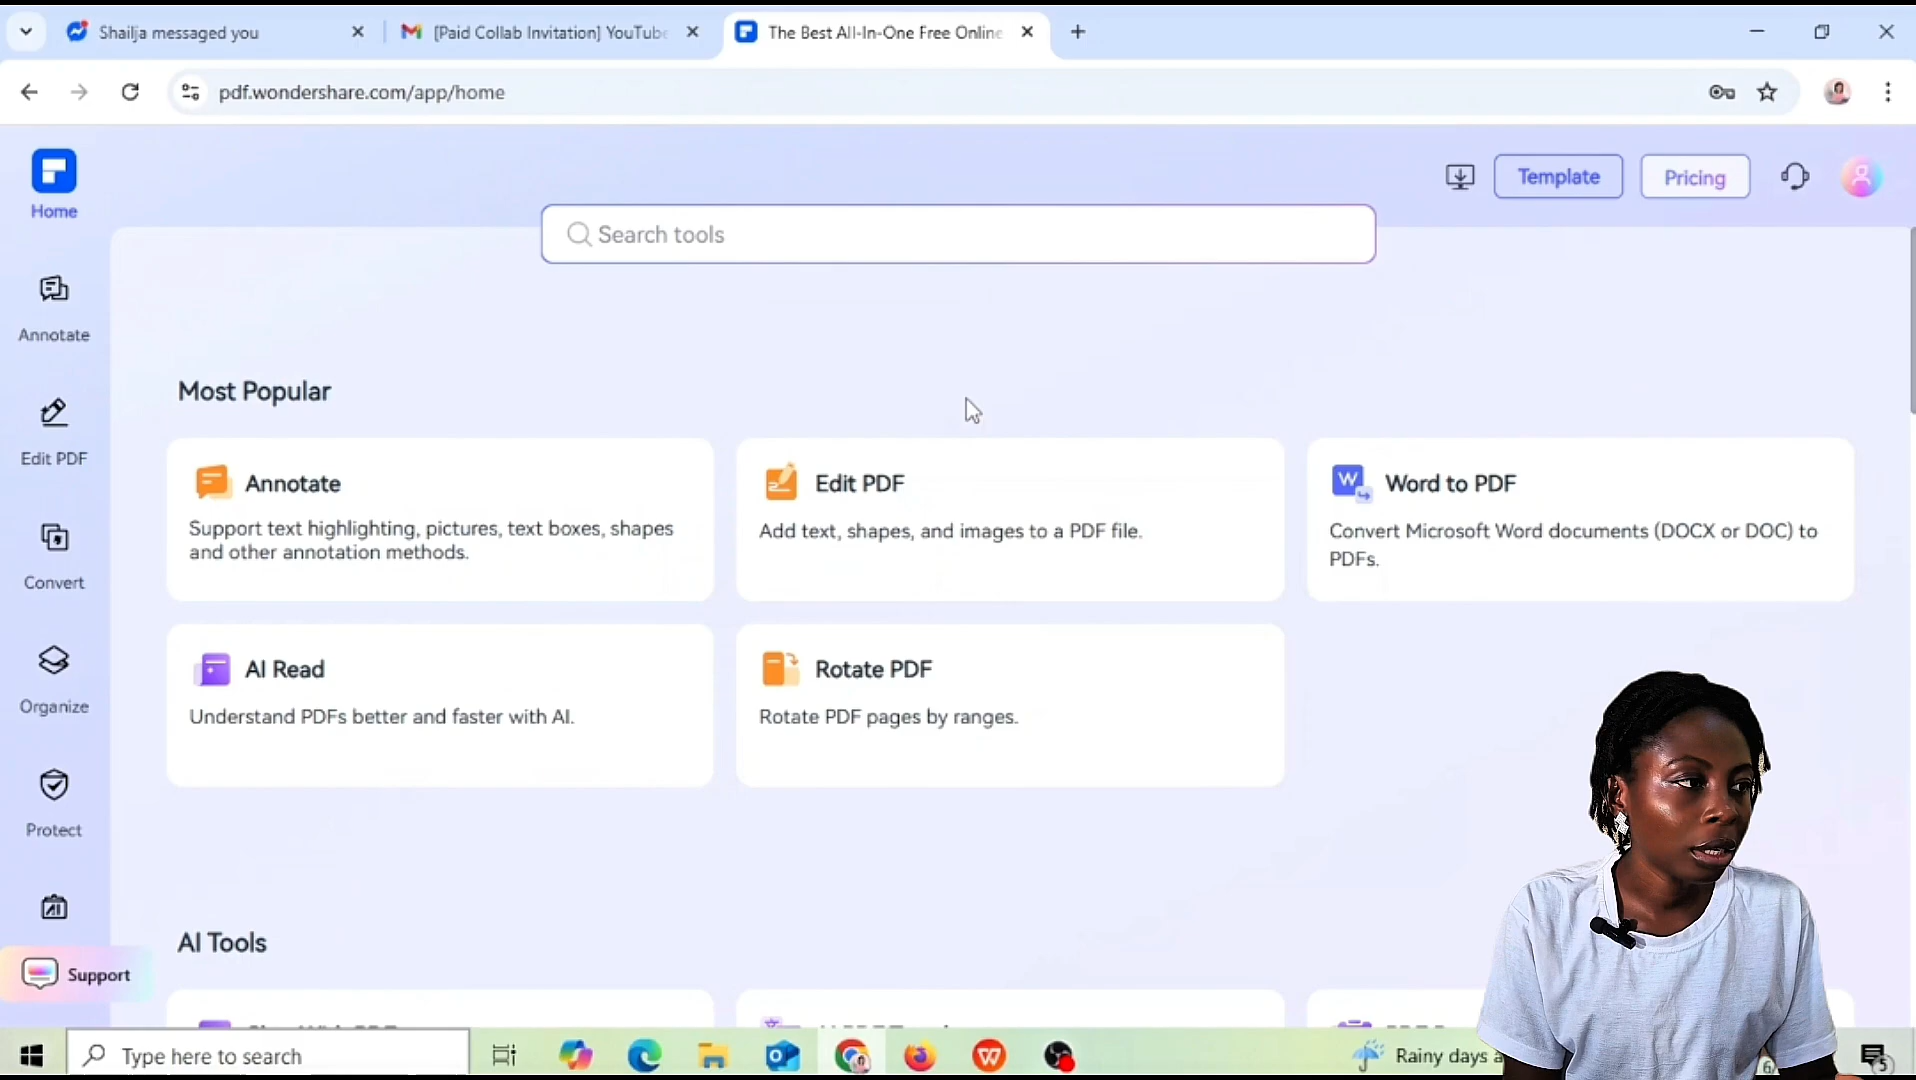 Shailja messaged you
[Paid Collab Invitation] YouTube
The Best All-In-One Free Online
pdf.wondershare.com/app/home
Home
Template
Pricing
Search tools
Annotate
Edit PDF
Convert
Organize
Protect
Support
Most Popular
Annotate
Support text highlighting, pictures, text boxes, shapes
and other annotation methods.
Edit PDF
Add text, shapes, and images to a PDF file.
Word to PDF
Convert Microsoft Word documents (DOCX or DOC) to
PDFs.
AI Read
Understand PDFs better and faster with AI.
Rotate PDF
Rotate PDF pages by ranges.
AI Tools
Type here to search
Rainy days a
5